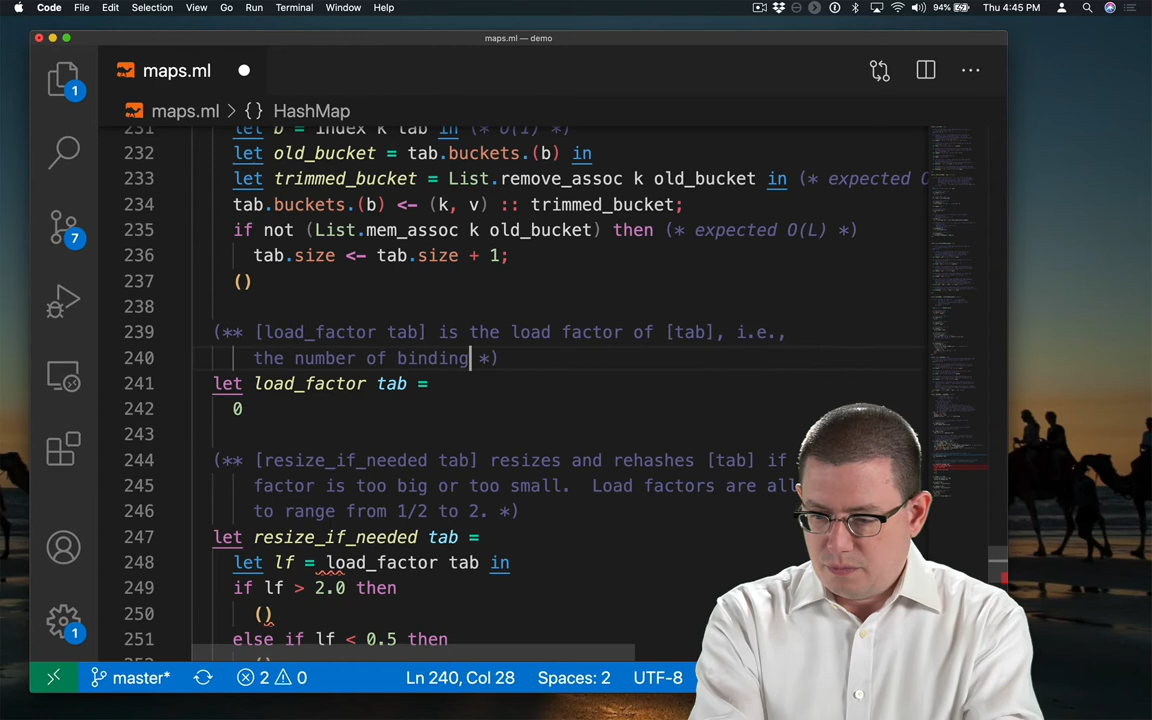 Code File Edit Selection View Go Run Terminal Window Help 94% Thu 4:45 PM
maps.ml — demo
maps.ml
maps.ml > {} HashMap
231 let b = index k tab in (* O(1) *)
232 let old_bucket = tab.buckets.(b) in
233 let trimmed_bucket = List.remove_assoc k old_bucket in (* expected O
234 tab.buckets.(b) <- (k, v) :: trimmed_bucket;
235 if not (List.mem_assoc k old_bucket) then (* expected O(L) *)
236 tab.size <- tab.size + 1;
237 ()
238
239 (** [load_factor tab] is the load factor of [tab], i.e.,
240 the number of binding *)
241 let load_factor tab =
242 0
243
244 (** [resize_if_needed tab] resizes and rehashes [tab] if
245 factor is too big or too small. Load factors are all
246 to range from 1/2 to 2. *)
247 let resize_if_needed tab =
248 let lf = load_factor tab in
249 if lf > 2.0 then
250 ()
251 else if lf < 0.5 then
1
7
1
master* 2 0 Ln 240, Col 28 Spaces: 2 UTF-8